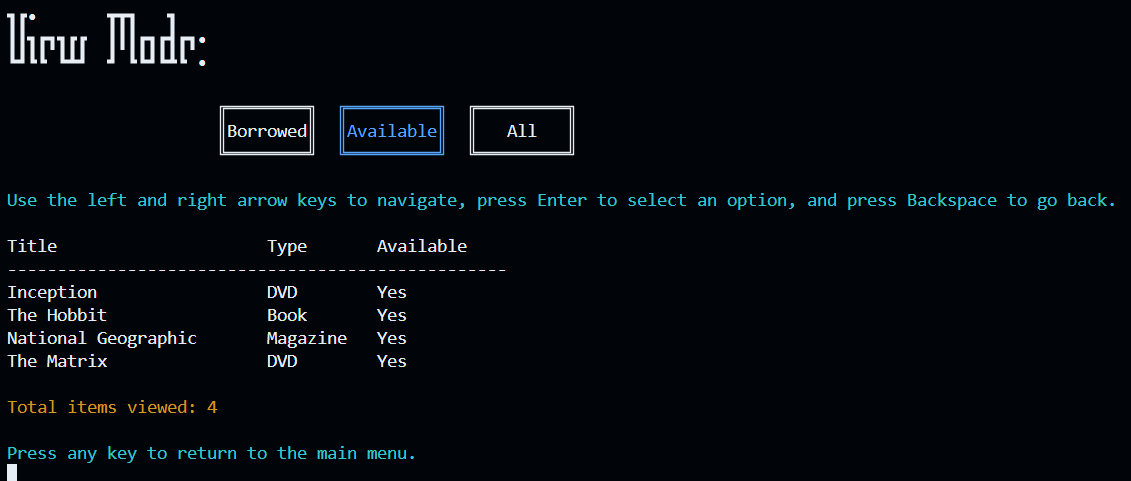 View Mode:
Borrowed Available All
Use the left and right arrow keys to navigate, press Enter to select an option, and press Backspace to go back.
Title Type Available
--------------------------------------------------
Inception DVD Yes
The Hobbit Book Yes
National Geographic Magazine Yes
The Matrix DVD Yes
Total items viewed: 4
Press any key to return to the main menu.